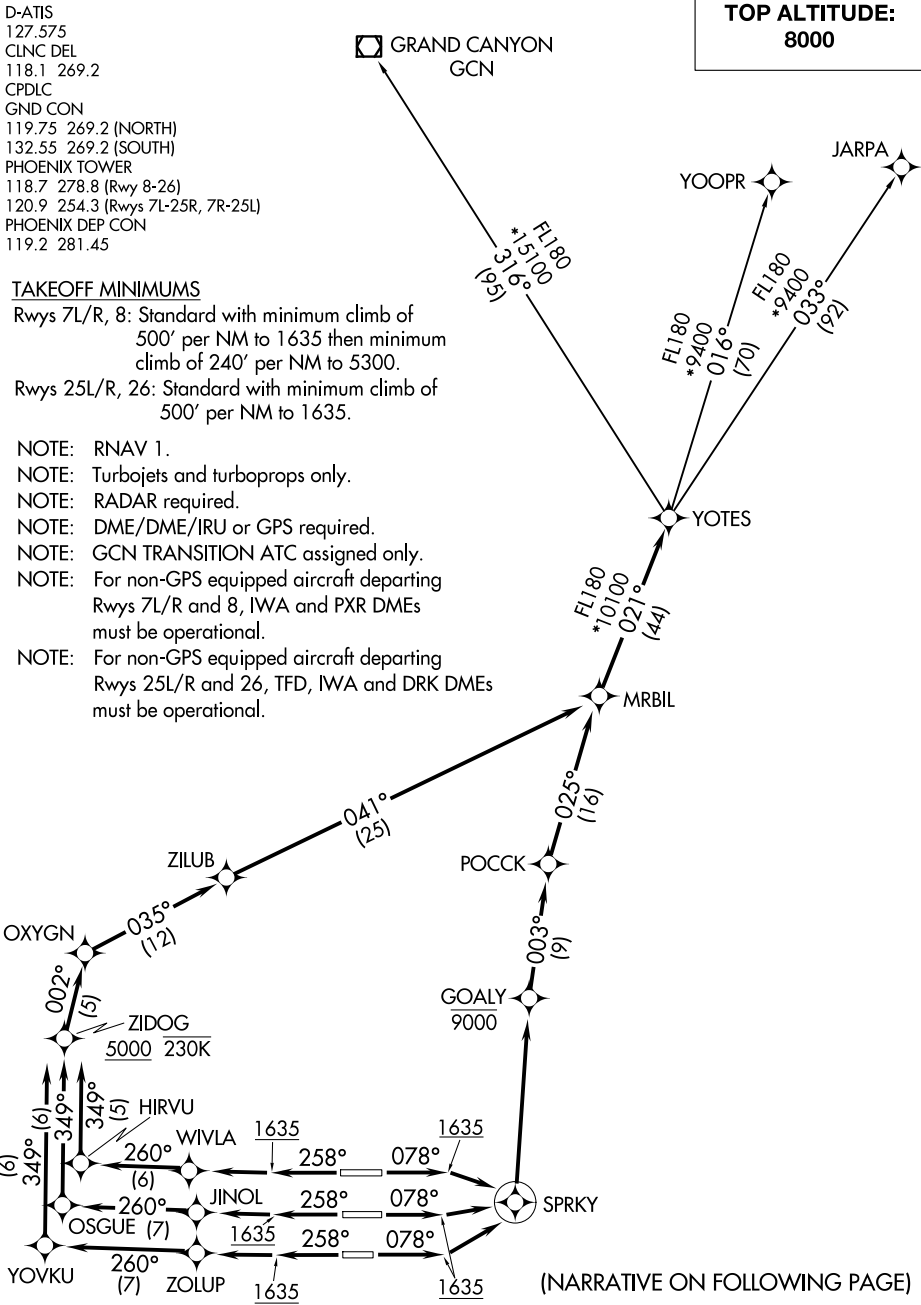 D-ATIS
127.575
CLNC DEL
118.1 269.2
CPDLC
GND CON
119.75 269.2 (NORTH)
132.55 269.2 (SOUTH)
PHOENIX TOWER
118.7 278.8 (Rwy 8-26)
120.9 254.3 (Rwys 7L-25R, 7R-25L)
PHOENIX DEP CON
119.2 281.45
TOP ALTITUDE:
8000
GRAND CANYON
GCN
YOOPR
JARPA
FL180
*15100
316°
(95)
FL180
*9400
016°
(70)
FL180
*9400
033°
(92)
TAKEOFF MINIMUMS
Rwys 7L/R, 8: Standard with minimum climb of
500' per NM to 1635 then minimum
climb of 240' per NM to 5300.
Rwys 25L/R, 26: Standard with minimum climb of
500' per NM to 1635.
NOTE: RNAV 1.
NOTE: Turbojets and turboprops only.
NOTE: RADAR required.
NOTE: DME/DME/IRU or GPS required.
NOTE: GCN TRANSITION ATC assigned only.
NOTE: For non-GPS equipped aircraft departing
Rwys 7L/R and 8, IWA and PXR DMEs
must be operational.
NOTE: For non-GPS equipped aircraft departing
Rwys 25L/R and 26, TFD, IWA and DRK DMEs
must be operational.
YOTES
FL180
*10100
021°
(44)
MRBIL
041°
(25)
025°
(16)
ZILUB
POCCK
035°
(12)
OXYGN
003°
(9)
002°
(5)
GOALY
9000
ZIDOG
5000 230K
349°
(6)
349°
(6)
349°
(5)
HIRVU
WIVLA
260°
(6)
1635
258°
078°
1635
OSGUE
260°
(7)
JINOL
1635
258°
078°
SPRKY
YOVKU
260°
(7)
ZOLUP
1635
258°
078°
1635
(NARRATIVE ON FOLLOWING PAGE)